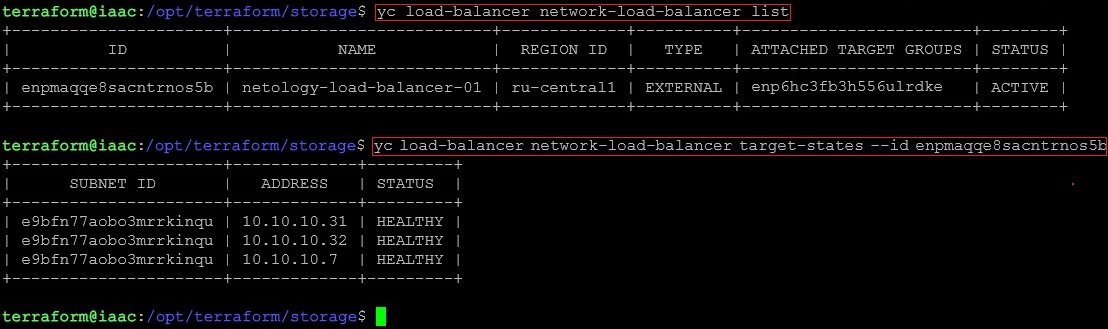 terraform@iaac:/opt/terraform/storage$ yc load-balancer network-load-balancer list
+----------------------+--------------------------+-------------+----------+------------------------+--------+
|          ID          |           NAME           |  REGION ID  |   TYPE   | ATTACHED TARGET GROUPS | STATUS |
+----------------------+--------------------------+-------------+----------+------------------------+--------+
| enpmaqqe8sacntrnos5b | netology-load-balancer-01 | ru-central1 | EXTERNAL | enp6hc3fb3h556ulrdke | ACTIVE |
+----------------------+--------------------------+-------------+----------+------------------------+--------+
terraform@iaac:/opt/terraform/storage$ yc load-balancer network-load-balancer target-states --id enpmaqqe8sacntrnos5b
+----------------------+-------------+---------+
|      SUBNET ID       |   ADDRESS   | STATUS  |
+----------------------+-------------+---------+
| e9bfn77aobo3mrrkinqu | 10.10.10.31 | HEALTHY |
| e9bfn77aobo3mrrkinqu | 10.10.10.32 | HEALTHY |
| e9bfn77aobo3mrrkinqu | 10.10.10.7  | HEALTHY |
+----------------------+-------------+---------+
terraform@iaac:/opt/terraform/storage$